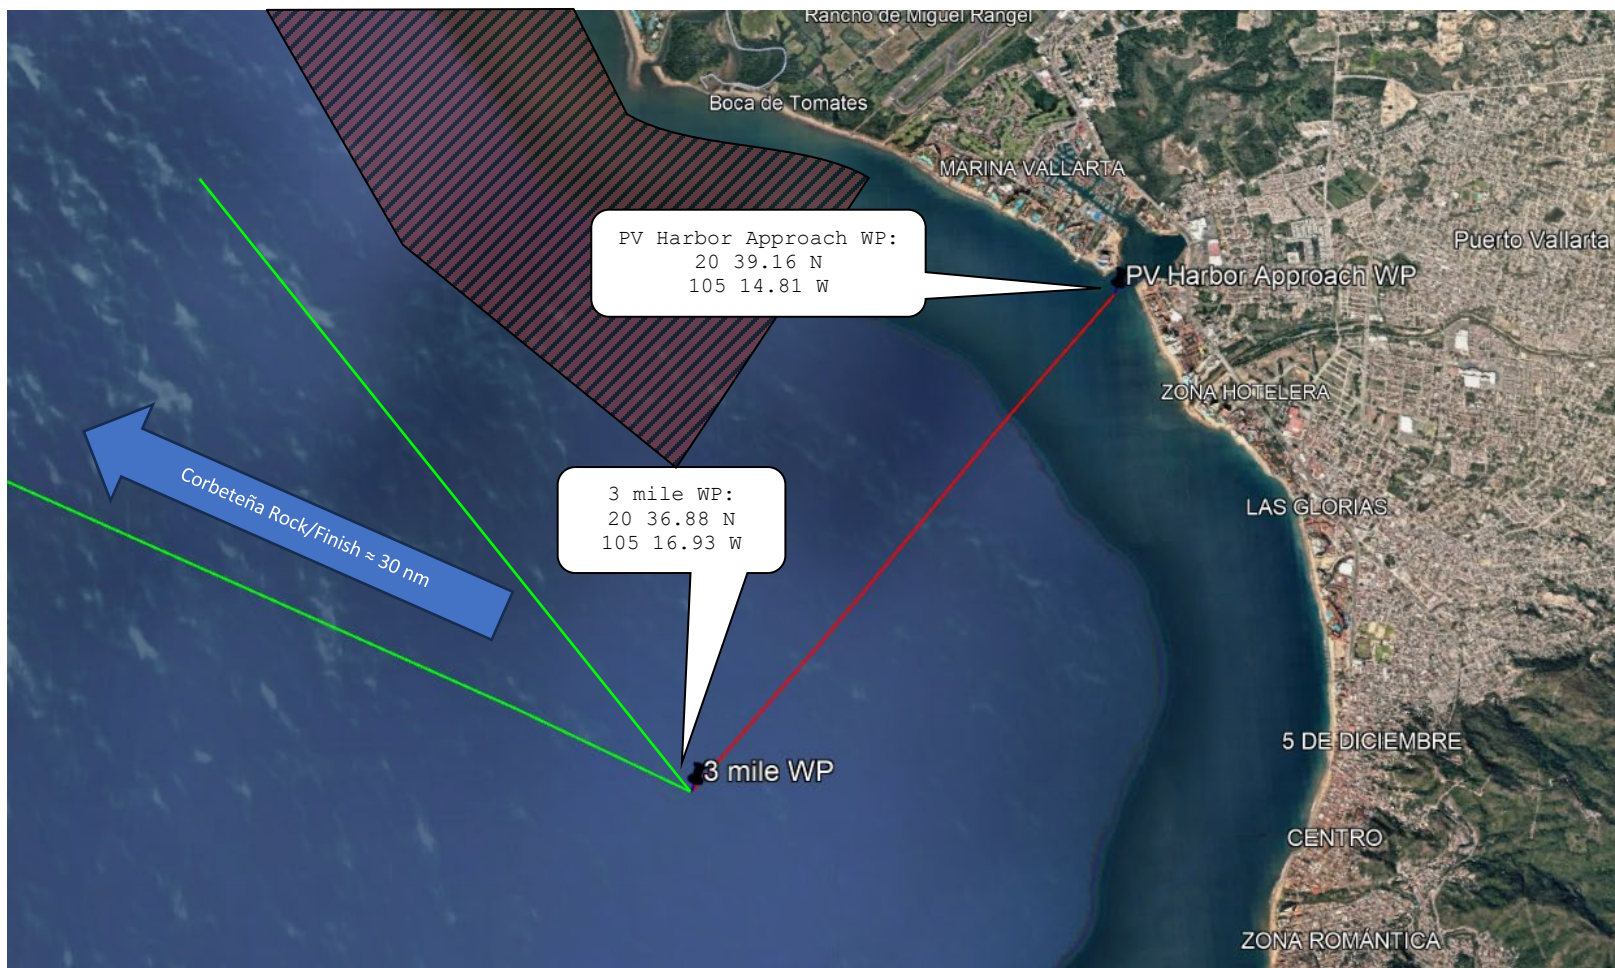 Rancho de Miguel Rangel
Boca de Tomates
MARINA VALLARTA
PV Harbor Approach WP:
20 39.16 N
105 14.81 W
Puerto Vallarta
PV Harbor Approach WP
ZONA HOTELERA
Corbeteña Rock/Finish ≈ 30 nm
3 mile WP:
20 36.88 N
105 16.93 W
LAS GLORIAS
3 mile WP
5 DE DICIEMBRE
CENTRO
ZONA ROMÁNTICA